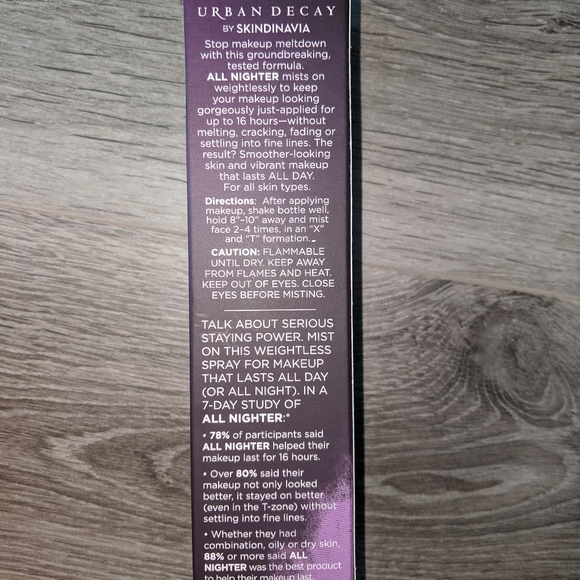 URBAN DECAY
BY SKINDINAVIA
Stop makeup meltdown
with this groundbreaking,
tested formula.
ALL NIGHTER mists on
weightlessly to keep
your makeup looking
gorgeously just-applied for
up to 16 hours—without
melting, cracking, fading or
settling into fine lines. The
result? Smoother-looking
skin and vibrant makeup
that lasts ALL DAY.
For all skin types.
Directions: After applying
makeup, shake bottle well,
hold 8"-10" away and mist
face 2-4 times, in an "X"
and "T" formation.
CAUTION: FLAMMABLE
UNTIL DRY. KEEP AWAY
FROM FLAMES AND HEAT.
KEEP OUT OF EYES. CLOSE
EYES BEFORE MISTING.
TALK ABOUT SERIOUS
STAYING POWER. MIST
ON THIS WEIGHTLESS
SPRAY FOR MAKEUP
THAT LASTS ALL DAY
(OR ALL NIGHT). IN A
7-DAY STUDY OF
ALL NIGHTER:*
• 78% of participants said
ALL NIGHTER helped their
makeup last for 16 hours.
• Over 80% said their
makeup not only looked
better, it stayed on better
(even in the T-zone) without
settling into fine lines.
• Whether they had
combination, oily or dry skin,
88% or more said ALL
NIGHTER was the best product
to help their makeup last.